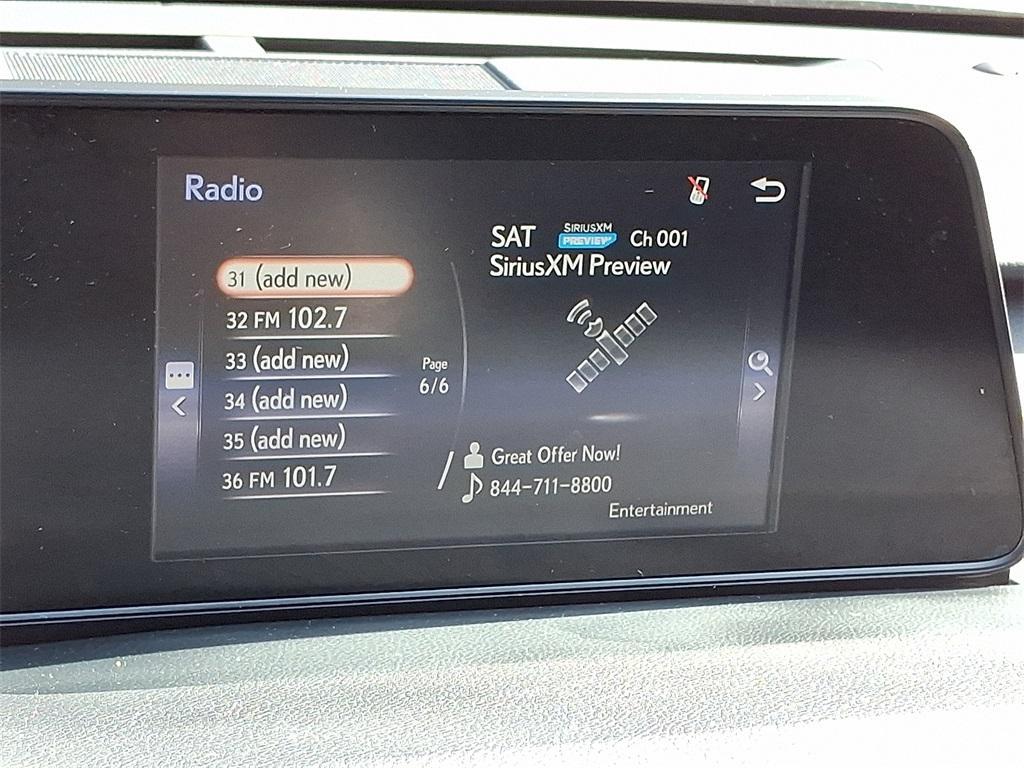 Radio
31 (add new)
32 FM 102.7
33 (add new)
34 (add new)
35 (add new)
36 FM 101.7
Page
6/6
SAT SIRIUSXM PREVIEW Ch 001
SiriusXM Preview
Great Offer Now!
844-711-8800
Entertainment